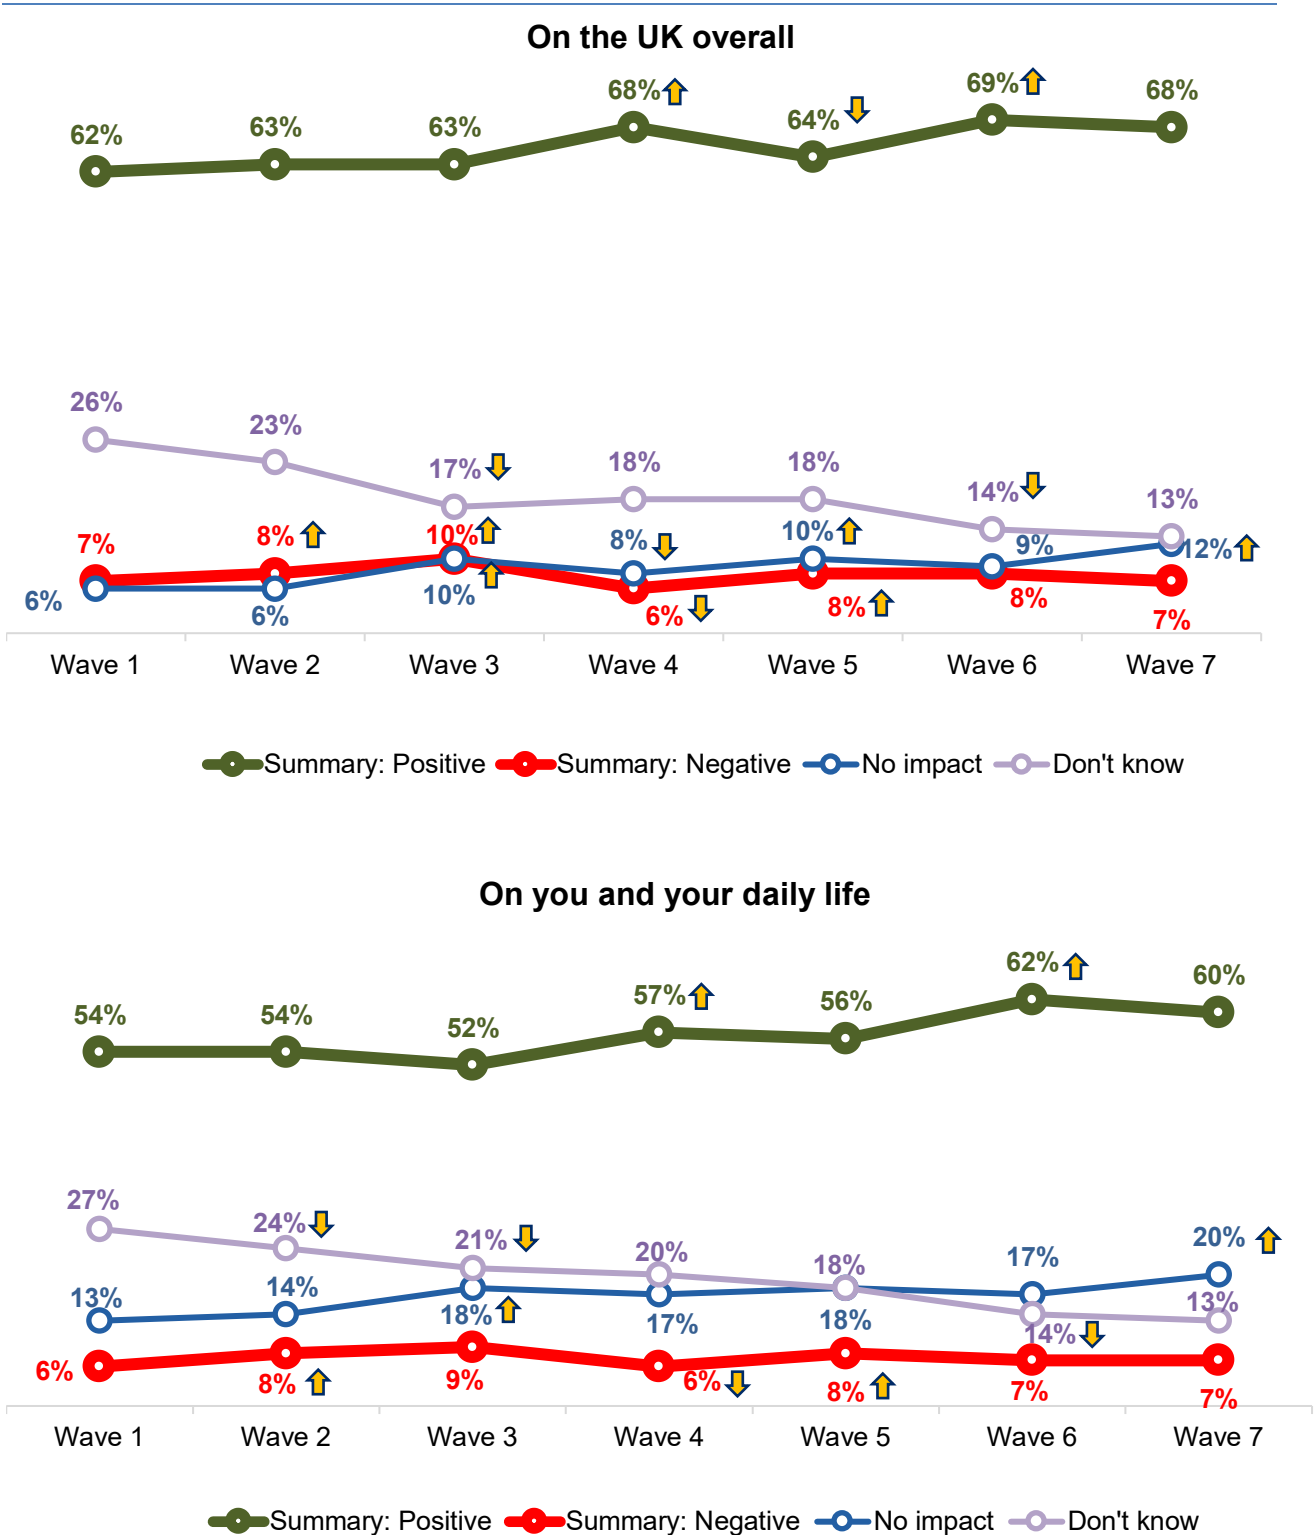 On the UK overall
62% 63% 63% 68% 64% 69% 68%
26% 23% 17% 18% 18% 14% 13%
7% 8% 10% 8% 10% 9% 12%
6% 6% 10% 6% 8% 8% 7%
Wave 1 Wave 2 Wave 3 Wave 4 Wave 5 Wave 6 Wave 7
Summary: Positive Summary: Negative No impact Don't know
On you and your daily life
54% 54% 52% 57% 56% 62% 60%
27% 24% 21% 20% 18% 17% 20%
13% 14% 18% 17% 18% 14% 13%
6% 8% 9% 6% 8% 7% 7%
Wave 1 Wave 2 Wave 3 Wave 4 Wave 5 Wave 6 Wave 7
Summary: Positive Summary: Negative No impact Don't know